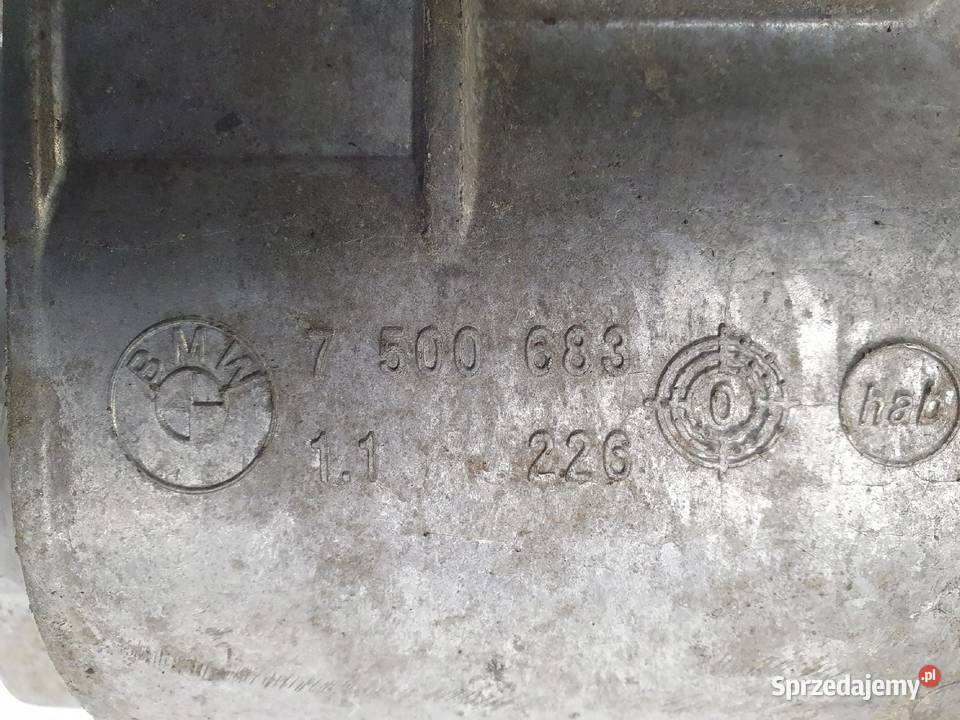 BMW 7 500 683 0 hab
1.1 226
Sprzedajemy.pl